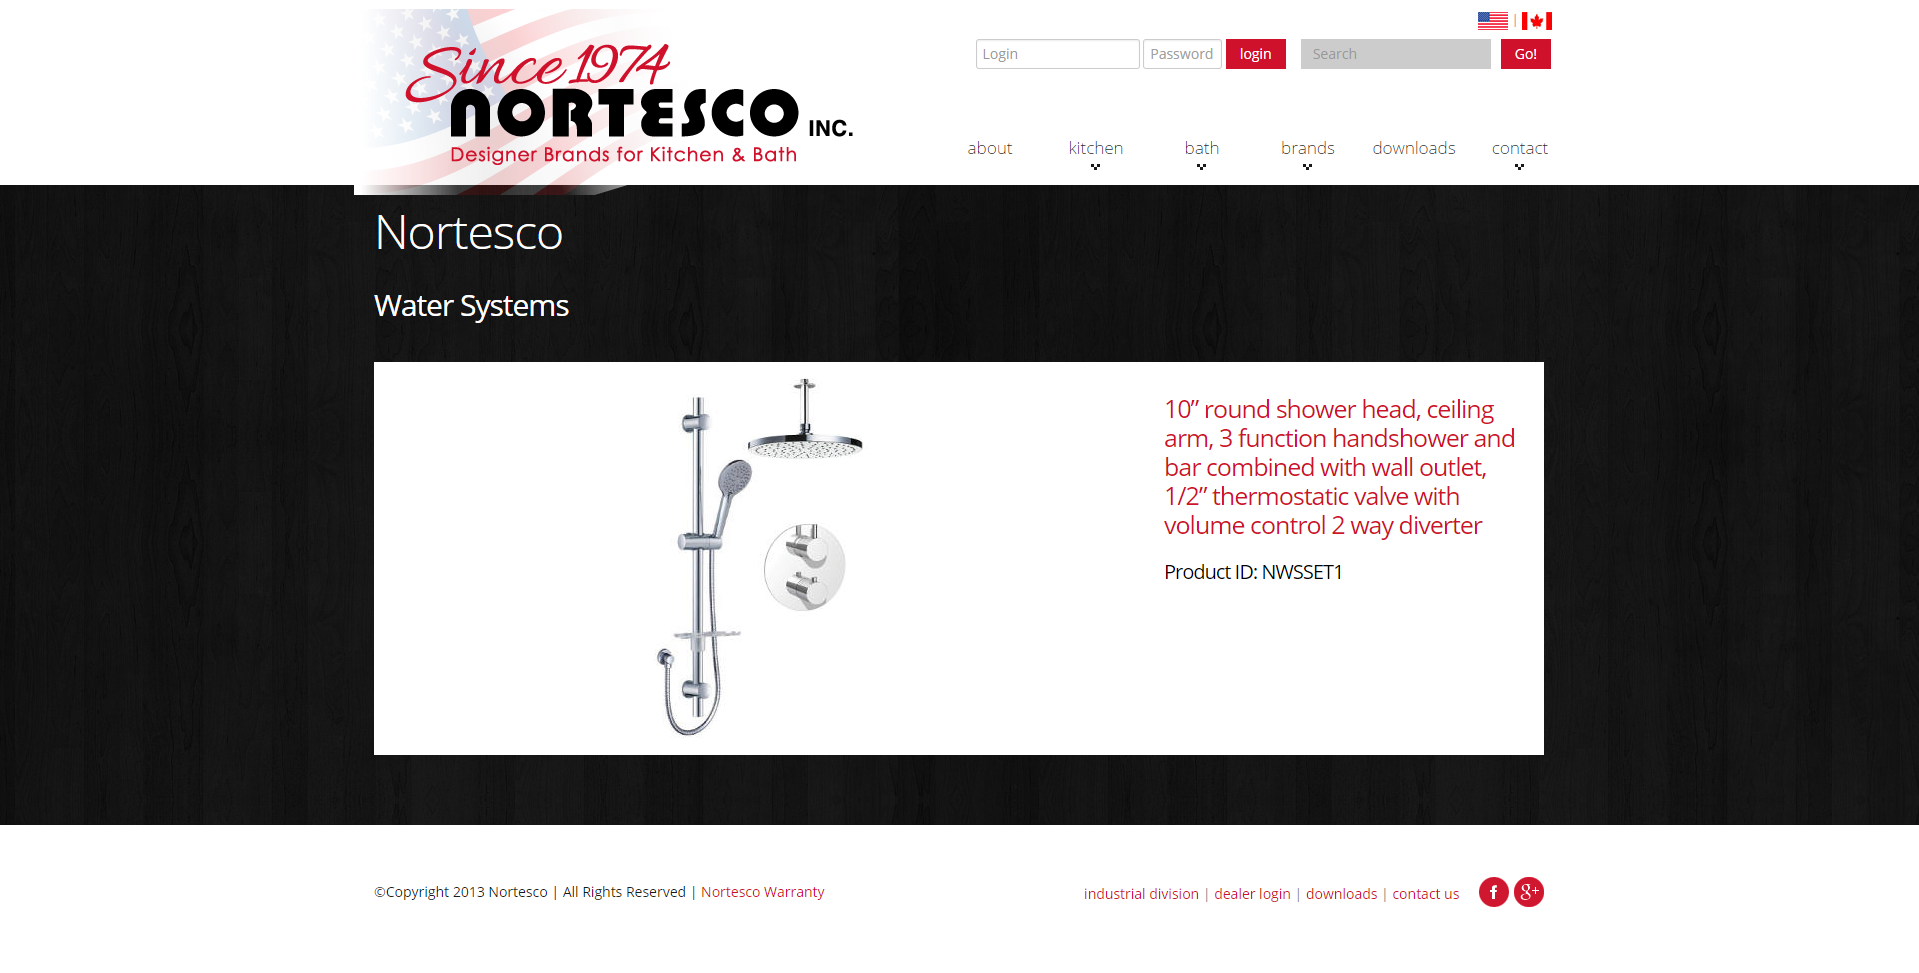 Since 1974
NORTESCO INC.
Designer Brands for Kitchen & Bath
|
Login
Password
login
Search
Go!
about
kitchen
bath
brands
downloads
contact
Nortesco
Water Systems
10” round shower head, ceiling
arm, 3 function handshower and
bar combined with wall outlet,
1/2” thermostatic valve with
volume control 2 way diverter
Product ID: NWSSET1
©Copyright 2013 Nortesco | All Rights Reserved | Nortesco Warranty
industrial division | dealer login | downloads | contact us
f
g+